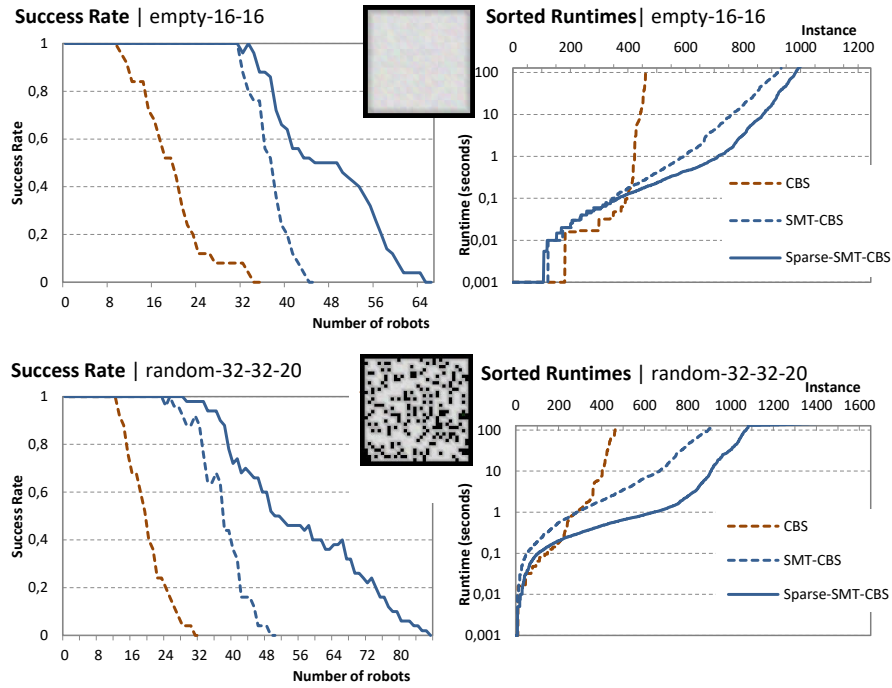 Success Rate | empty-16-16
Success Rate
1
0,8
0,6
0,4
0,2
0
0 8 16 24 32 40 48 56 64
Number of robots
Sorted Runtimes | empty-16-16
Instance
0 200 400 600 800 1000 1200
Runtime (seconds)
100
10
1
0,1
0,01
0,001
CBS
SMT-CBS
Sparse-SMT-CBS
Success Rate | random-32-32-20
Success Rate
1
0,8
0,6
0,4
0,2
0
0 8 16 24 32 40 48 56 64 72 80
Number of robots
Sorted Runtimes | random-32-32-20
Instance
0 200 400 600 800 1000 1200 1400 1600
Runtime (seconds)
100
10
1
0,1
0,01
0,001
CBS
SMT-CBS
Sparse-SMT-CBS